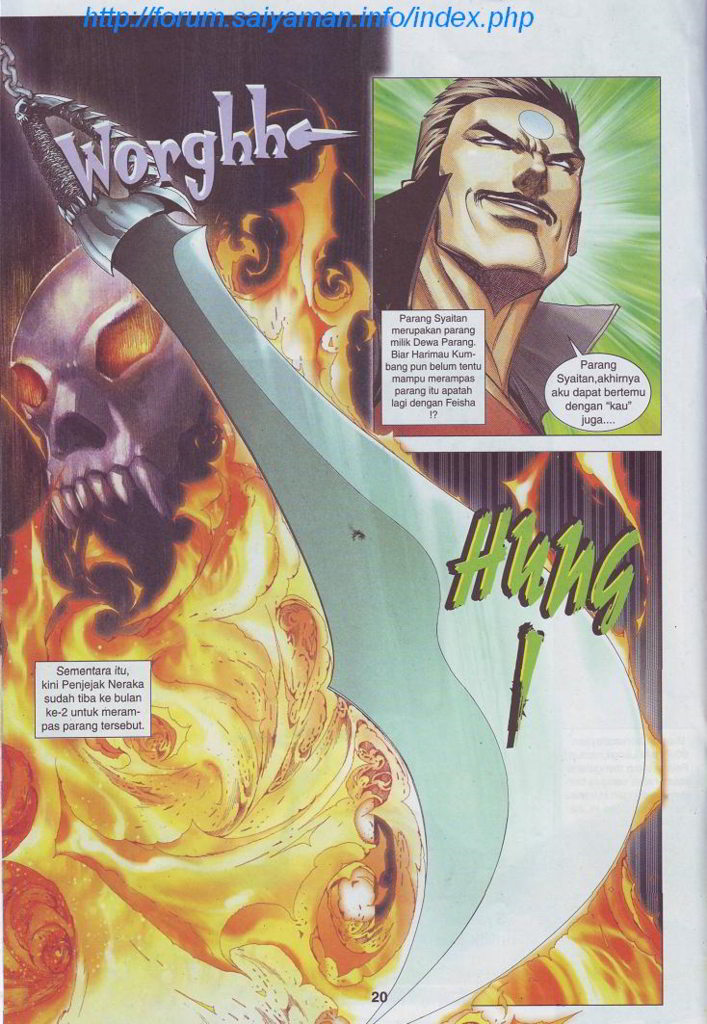 http://forum.saiyaman.info/index.php
Worghh
Parang Syaitan
merupakan parang
milik Dewa Parang.
Biar Harimau Kum-
bang pun belum tentu
mampu merampas
parang itu apatah
lagi dengan Feisha
!?
Parang
Syaitan,akhirnya
aku dapat bertemu
dengan “kau”
juga....
Hung
!
Sementara itu,
kini Penjejak Neraka
sudah tiba ke bulan
ke-2 untuk meram-
pas parang tersebut.
20